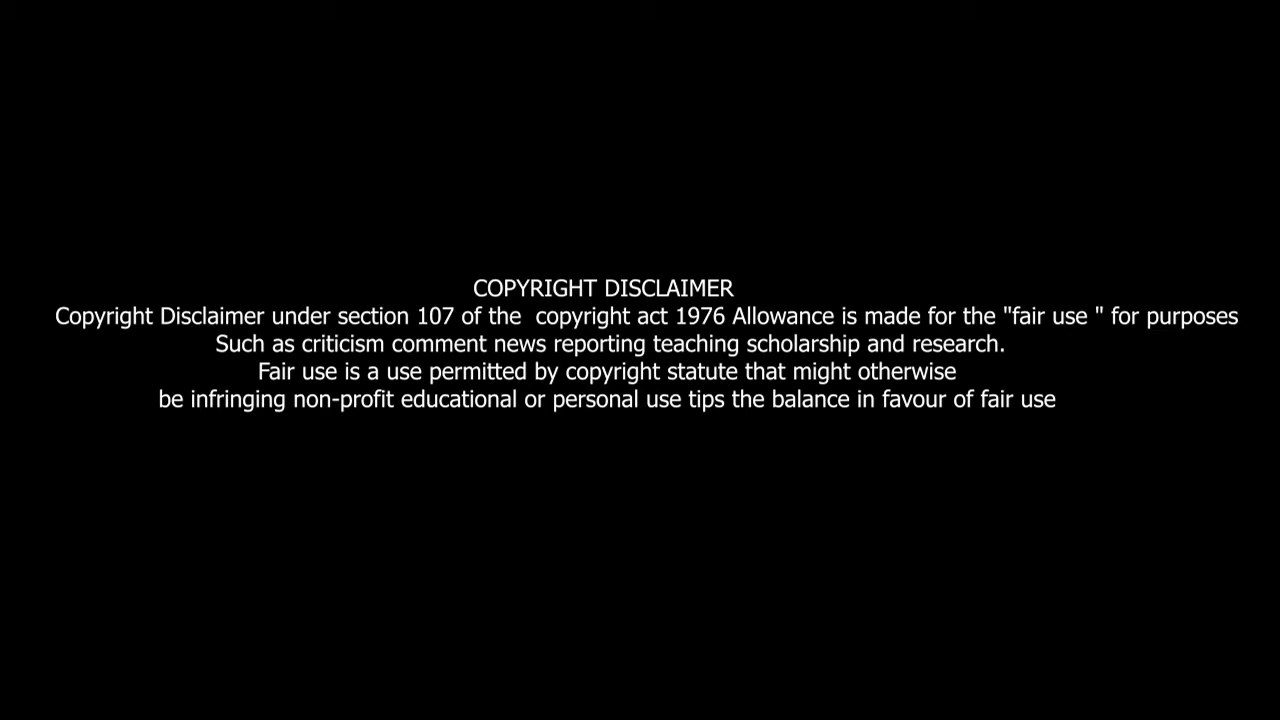 COPYRIGHT DISCLAIMER
Copyright Disclaimer under section 107 of the  copyright act 1976 Allowance is made for the "fair use " for purposes
Such as criticism comment news reporting teaching scholarship and research.
Fair use is a use permitted by copyright statute that might otherwise
be infringing non-profit educational or personal use tips the balance in favour of fair use